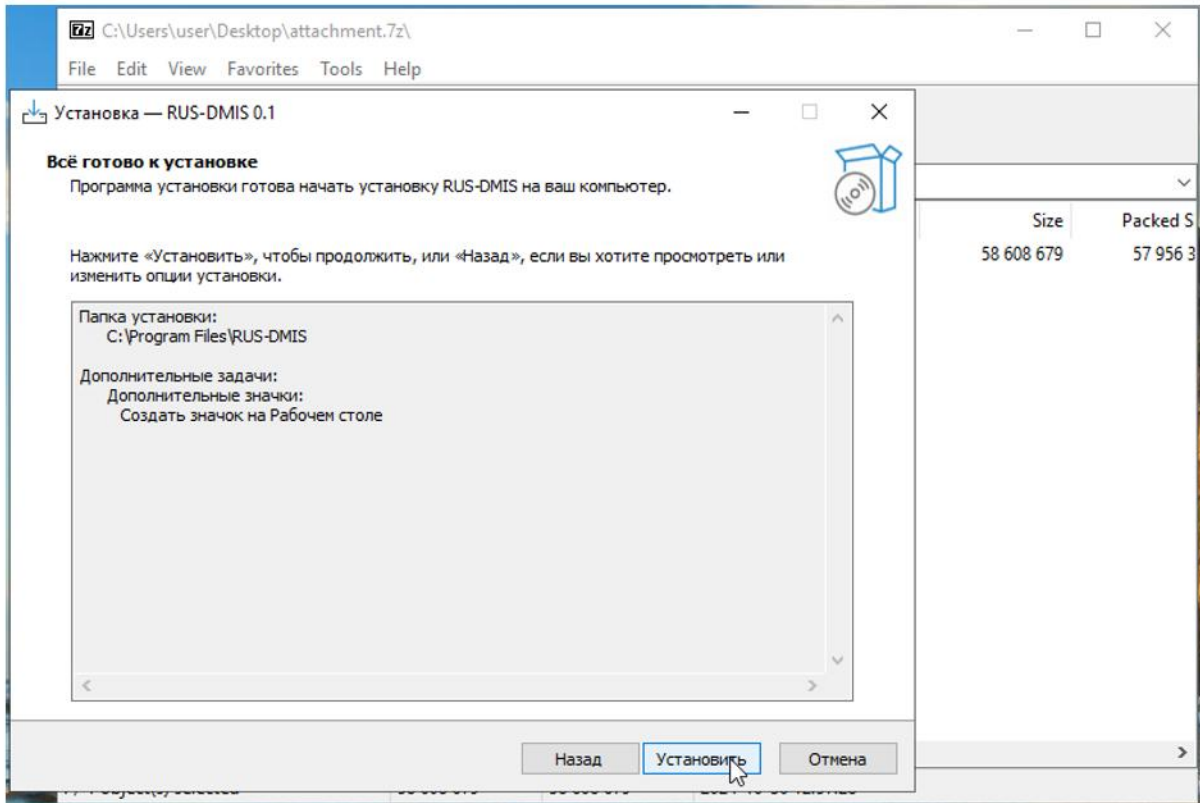 7z C:\Users\user\Desktop\attachment.7z\
File Edit View Favorites Tools Help
Установка — RUS-DMIS 0.1
Всё готово к установке
Программа установки готова начать установку RUS-DMIS на ваш компьютер.
Size Packed S
58 608 679 57 956 3
Нажмите «Установить», чтобы продолжить, или «Назад», если вы хотите просмотреть или
изменить опции установки.
Папка установки:
C:\Program Files\RUS-DMIS
Дополнительные задачи:
Дополнительные значки:
Создать значок на Рабочем столе
Назад Установить Отмена